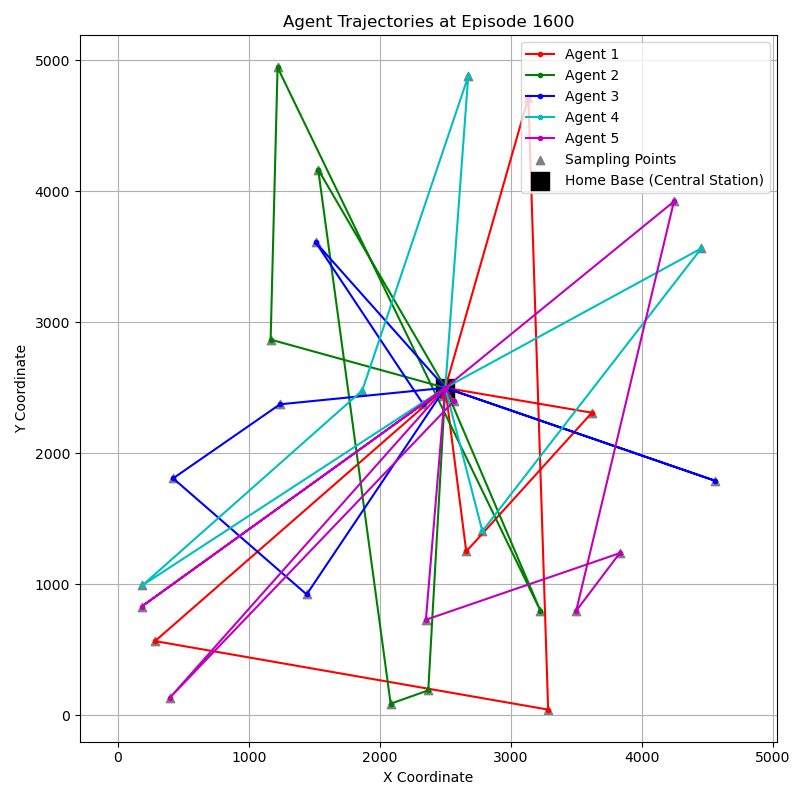 Agent Trajectories at Episode 1600
Agent 1
Agent 2
Agent 3
Agent 4
Agent 5
Sampling Points
Home Base (Central Station)
Y Coordinate
5000
4000
3000
2000
1000
0
0
1000
2000
3000
4000
5000
X Coordinate